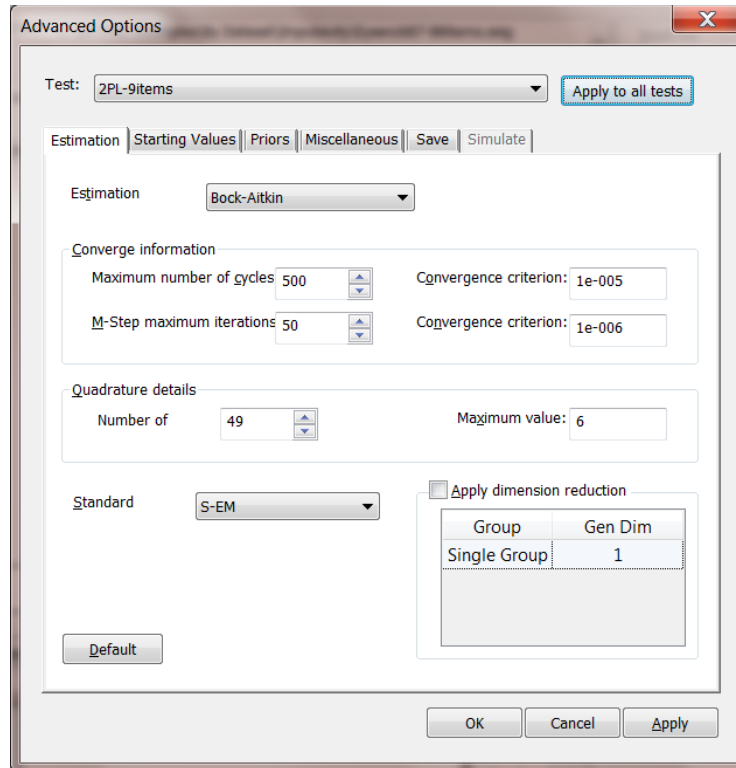 Advanced Options
X
Test: 2PL-9items Apply to all tests
Estimation Starting Values Priors Miscellaneous Save Simulate
Estimation Bock-Aitkin
Converge information
Maximum number of cycles 500 Convergence criterion: 1e-005
M-Step maximum iterations 50 Convergence criterion: 1e-006
Quadrature details
Number of 49 Maximum value: 6
Standard S-EM
Apply dimension reduction
Group Gen Dim
Single Group 1
Default
OK Cancel Apply